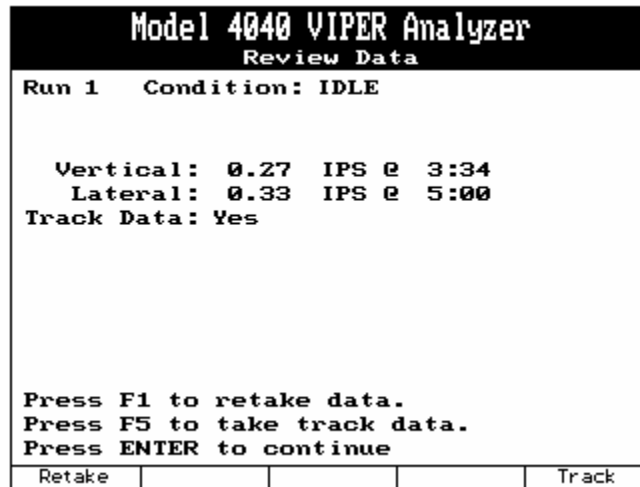 Model 4040 VIPER Analyzer
Review Data
Run 1 Condition: IDLE
Vertical: 0.27 IPS @ 3:34
Lateral: 0.33 IPS @ 5:00
Track Data: Yes
Press F1 to retake data.
Press F5 to take track data.
Press ENTER to continue
Retake Track